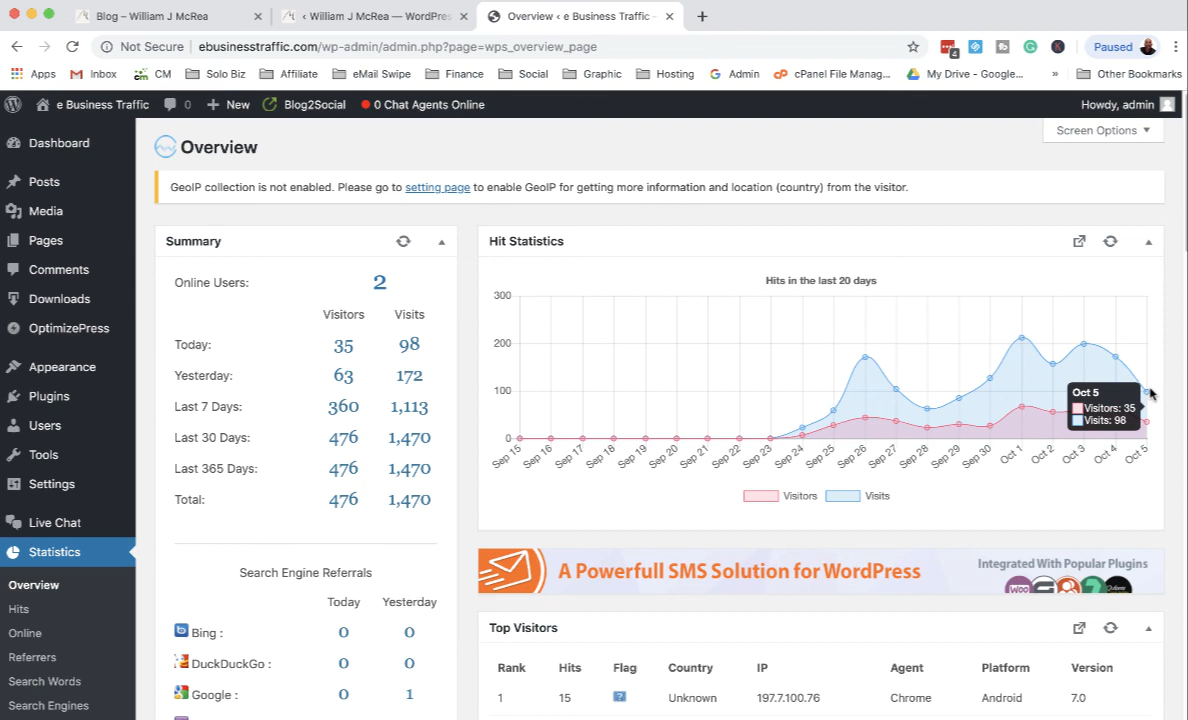 Blog – William J McRea
‹ William J McRea — WordPres
Overview ‹ e Business Traffic –
Not Secure
ebusinesstraffic.com/wp-admin/admin.php?page=wps_overview_page
4
K
Paused
Apps
Inbox
CM
Solo Biz
Affiliate
eMail Swipe
Finance
Social
Graphic
Hosting
Admin
cPanel File Manag...
My Drive - Google...
»
Other Bookmarks
e Business Traffic
0
New
Blog2Social
0 Chat Agents Online
Howdy, admin
Dashboard
Posts
Media
Pages
Comments
Downloads
OptimizePress
Appearance
Plugins
Users
Tools
Settings
Live Chat
Statistics
Overview
Hits
Online
Referrers
Search Words
Search Engines
Overview
Screen Options
GeoIP collection is not enabled. Please go to setting page to enable GeoIP for getting more information and location (country) from the visitor.
Summary
Online Users: 2
Visitors Visits
Today: 35 98
Yesterday: 63 172
Last 7 Days: 360 1,113
Last 30 Days: 476 1,470
Last 365 Days: 476 1,470
Total: 476 1,470
Search Engine Referrals
Today Yesterday
Bing : 0 0
DuckDuckGo : 0 0
Google : 0 1
Hit Statistics
Hits in the last 20 days
300
200
100
0
Sep 15 Sep 16 Sep 17 Sep 18 Sep 19 Sep 20 Sep 21 Sep 22 Sep 23 Sep 24 Sep 25 Sep 26 Sep 27 Sep 28 Sep 29 Sep 30 Oct 1 Oct 2 Oct 3 Oct 4 Oct 5
Oct 5
Visitors: 35
Visits: 98
Visitors Visits
A Powerfull SMS Solution for WordPress
Integrated With Popular Plugins
Woo
Top Visitors
Rank Hits Flag Country IP Agent Platform Version
1 15 ? Unknown 197.7.100.76 Chrome Android 7.0